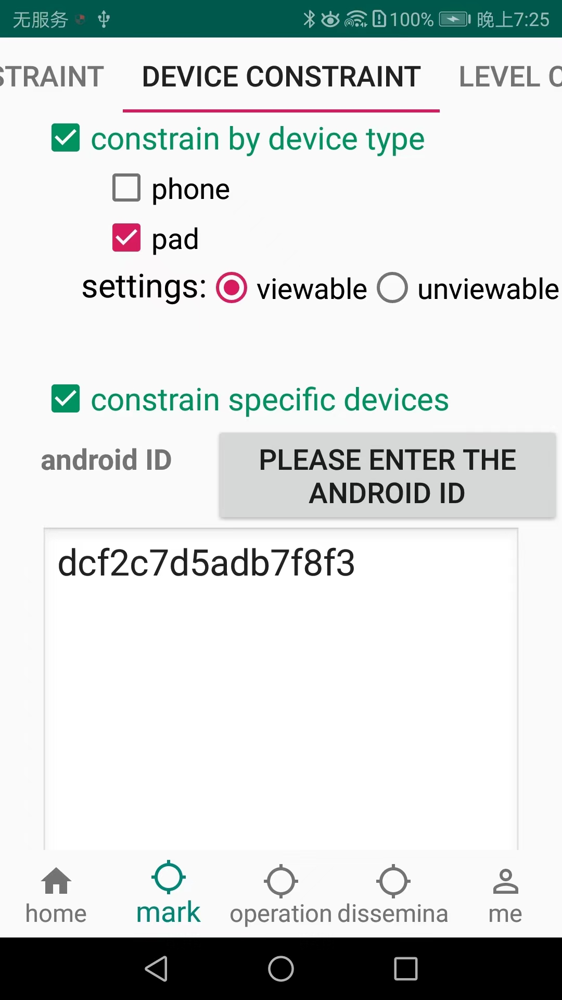 无服务 100% 晚上7:25
STRAINT DEVICE CONSTRAINT LEVEL C
constrain by device type
phone
pad
settings: viewable unviewable
constrain specific devices
android ID PLEASE ENTER THE
ANDROID ID
dcf2c7d5adb7f8f3
home mark operation dissemina me